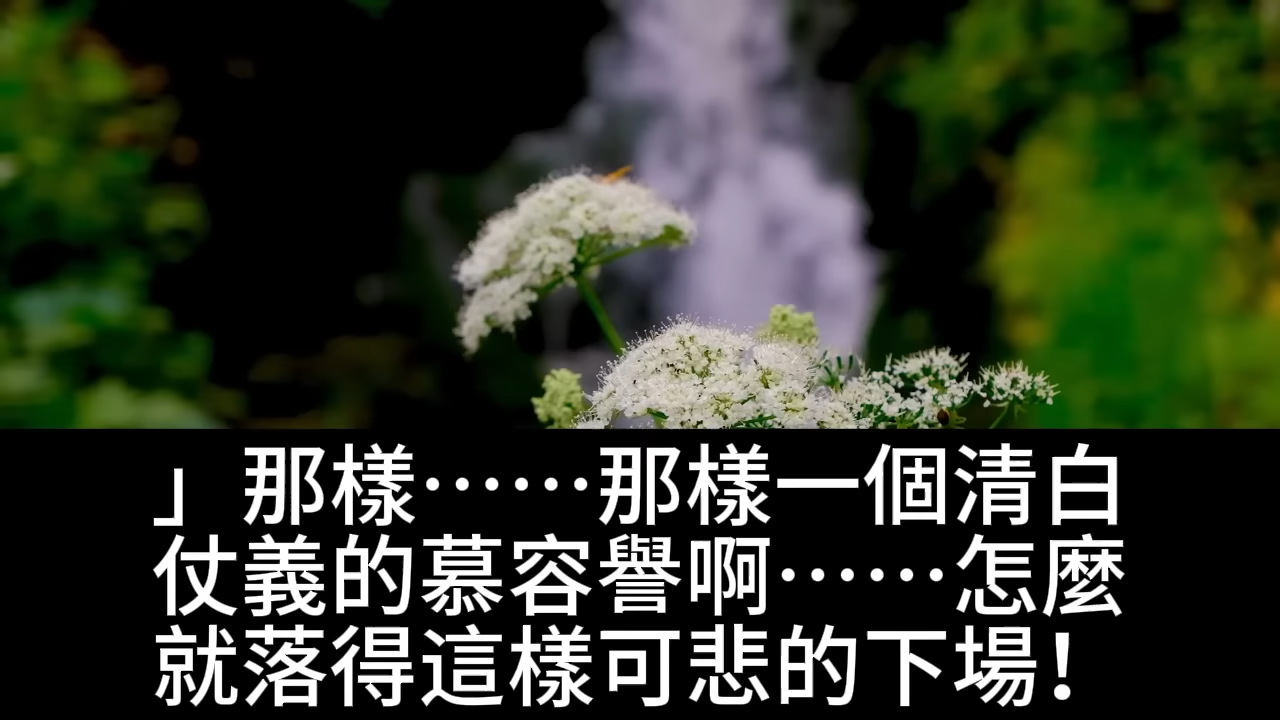 」那樣⋯⋯那樣一個清白
仗義的慕容譽啊⋯⋯怎麼
就落得這樣可悲的下場！